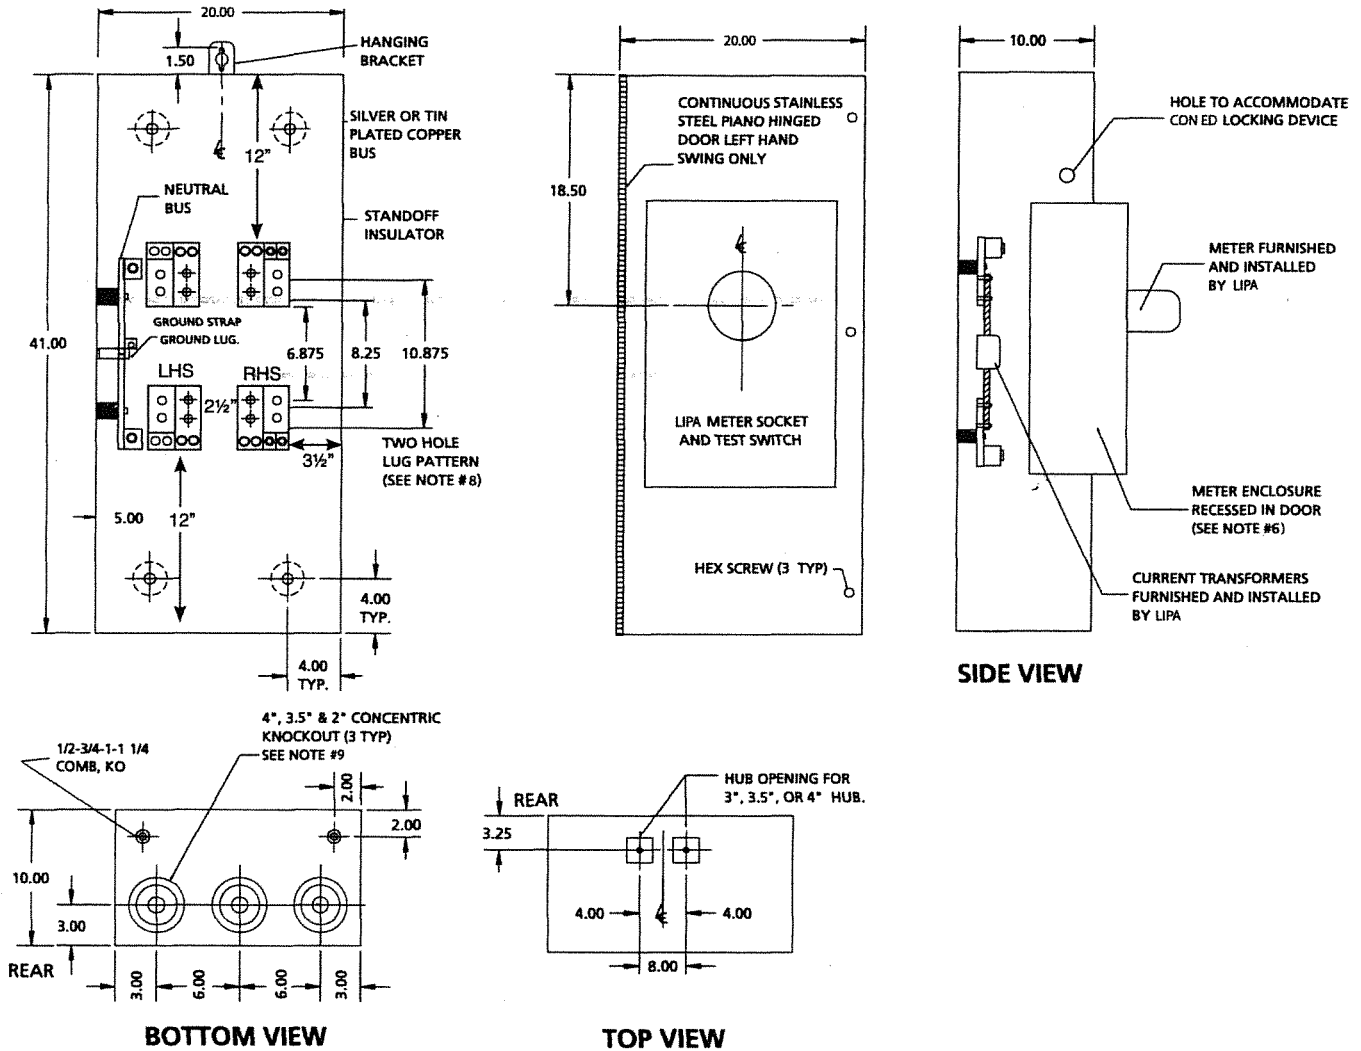 20.00
1.50
HANGING
BRACKET
SILVER OR TIN
PLATED COPPER
BUS
12"
NEUTRAL
BUS
STANDOFF
INSULATOR
GROUND STRAP
GROUND LUG.
41.00
6.875
8.25
10.875
LHS
RHS
2½"
3½"
TWO HOLE
LUG PATTERN
(SEE NOTE #8)
5.00
12"
4.00
TYP.
4.00
TYP.
20.00
CONTINUOUS STAINLESS
STEEL PIANO HINGED
DOOR LEFT HAND
SWING ONLY
18.50
LIPA METER SOCKET
AND TEST SWITCH
HEX SCREW (3 TYP)
10.00
HOLE TO ACCOMMODATE
CON ED LOCKING DEVICE
METER FURNISHED
AND INSTALLED
BY LIPA
METER ENCLOSURE
RECESSED IN DOOR
(SEE NOTE #6)
CURRENT TRANSFORMERS
FURNISHED AND INSTALLED
BY LIPA
SIDE VIEW
4", 3.5" & 2" CONCENTRIC
KNOCKOUT (3 TYP)
SEE NOTE #9
1/2-3/4-1-1 1/4
COMB, KO
2.00
2.00
10.00
3.00
REAR
3.00
6.00
6.00
3.00
BOTTOM VIEW
HUB OPENING FOR
3", 3.5", OR 4" HUB.
REAR
3.25
4.00
4.00
8.00
TOP VIEW